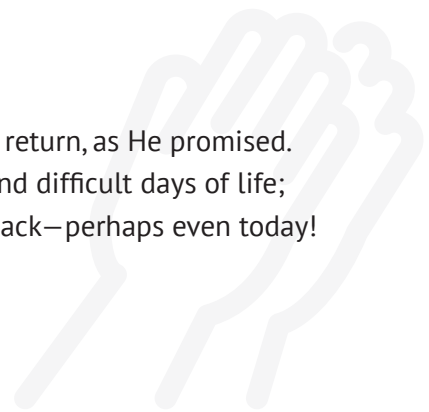 return, as He promised.
nd difficult days of life;
ack—perhaps even today!